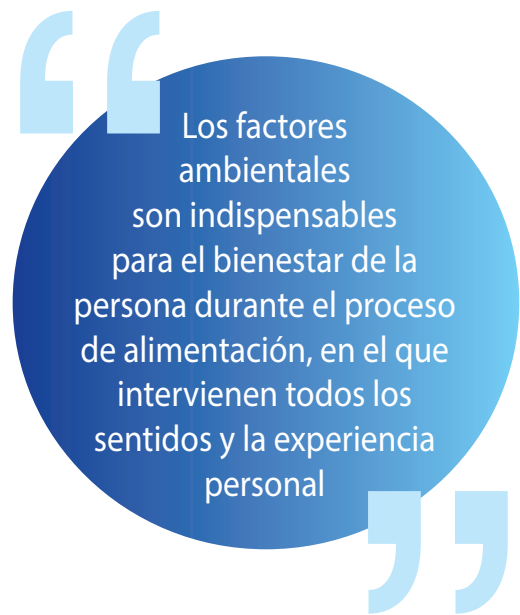 Los factores
ambientales
son indispensables
para el bienestar de la
persona durante el proceso
de alimentación, en el que
intervienen todos los
sentidos y la experiencia
personal